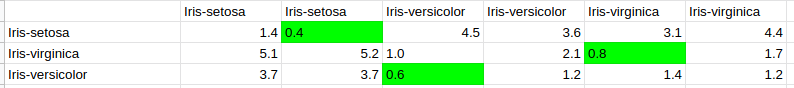 Iris-setosa Iris-setosa Iris-versicolor Iris-versicolor Iris-virginica Iris-virginica
Iris-setosa 1.4 0.4 4.5 3.6 3.1 4.4
Iris-virginica 5.1 5.2 1.0 2.1 0.8 1.7
Iris-versicolor 3.7 3.7 0.6 1.2 1.4 1.2